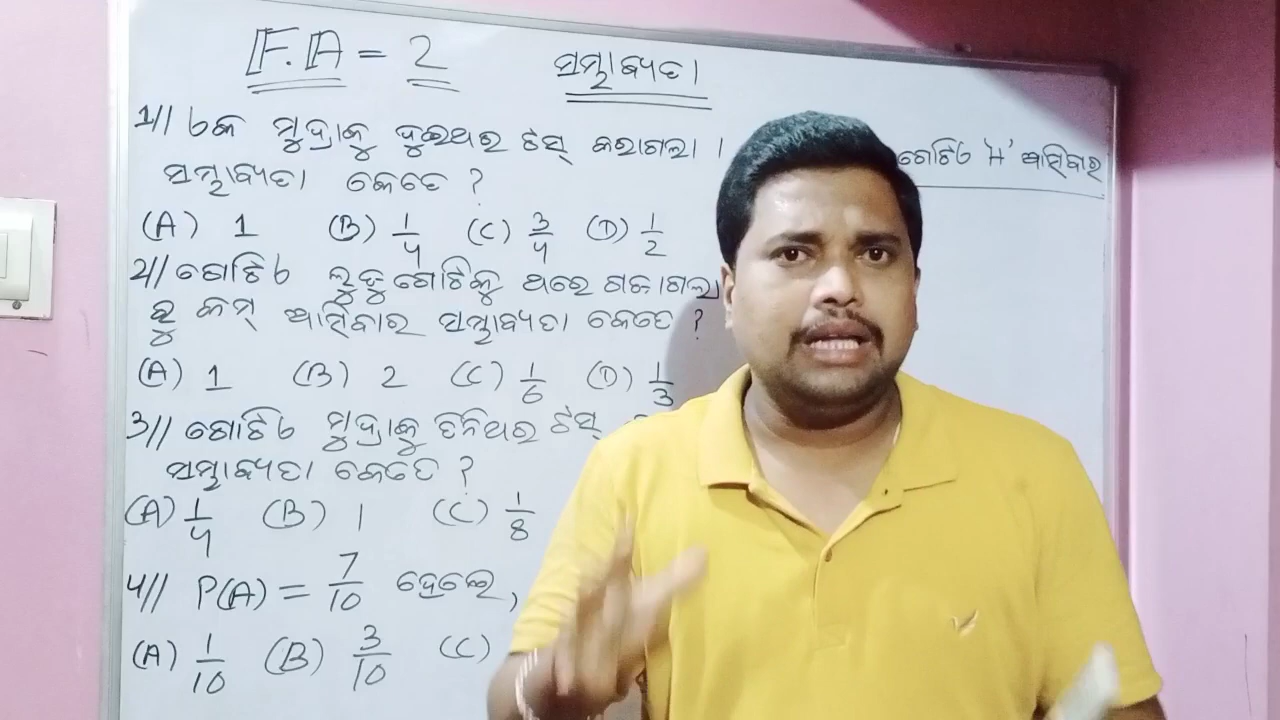 F.A = 2 ସମ୍ଭାବ୍ୟତା
1// ଏକ ମୁଦ୍ରାକୁ ଦୁଇଥର ଟସ୍ କରାଗଲା । ଗୋଟିଏ 'H' ଆସିବାର
ସମ୍ଭାବ୍ୟତା କେତେ ?
(A) 1 (B) 1/4 (C) 3/4 (D) 1/2
2// ଗୋଟିଏ ଲୁଡୁ ଗୋଟିକୁ ଥରେ ଗଡାଗଲା
ରୁ କମ୍ ଆସିବାର ସମ୍ଭାବ୍ୟତା କେତେ ?
(A) 1 (B) 2 (C) 1/6 (D) 1/3
3// ଗୋଟିଏ ମୁଦ୍ରାକୁ ତିନିଥର ଟସ୍
ସମ୍ଭାବ୍ୟତା କେତେ ?
(A) 1/4 (B) 1 (C) 1/8
4// P(A) = 7/10 ହେଲେ,
(A) 1/10 (B) 3/10 (C)